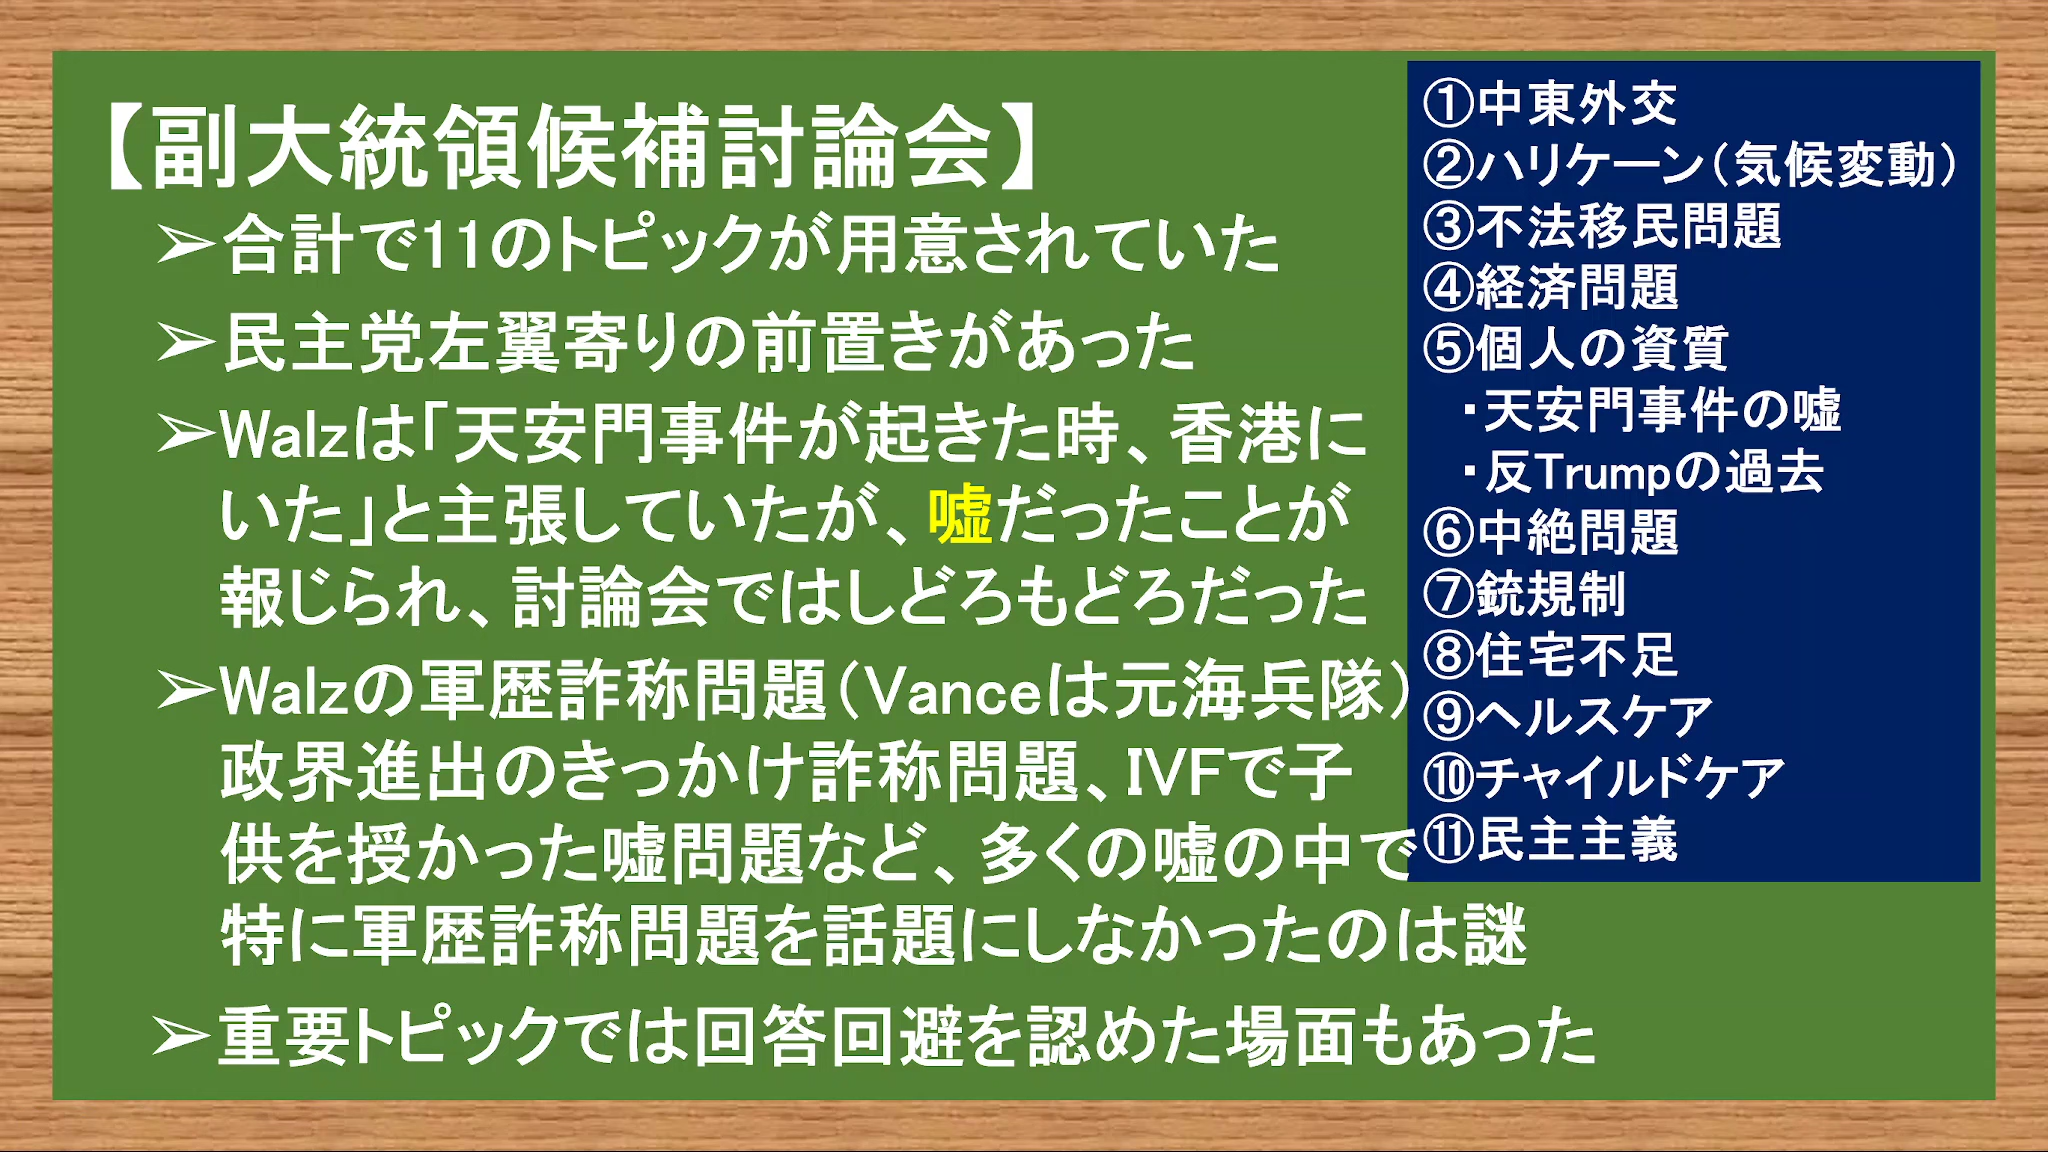 【副大統領候補討論会】
➢合計で11のトピックが用意されていた
➢民主党左翼寄りの前置きがあった
➢Walzは「天安門事件が起きた時、香港に
いた」と主張していたが、嘘だったことが
報じられ、討論会ではしどろもどろだった
➢Walzの軍歴詐称問題（Vanceは元海兵隊）
政界進出のきっかけ詐称問題、IVFで子
供を授かった嘘問題など、多くの嘘の中で
特に軍歴詐称問題を話題にしなかったのは謎
➢重要トピックでは回答回避を認めた場面もあった
①中東外交
②ハリケーン（気候変動）
③不法移民問題
④経済問題
⑤個人の資質
・天安門事件の嘘
・反Trumpの過去
⑥中絶問題
⑦銃規制
⑧住宅不足
⑨ヘルスケア
⑩チャイルドケア
⑪民主主義